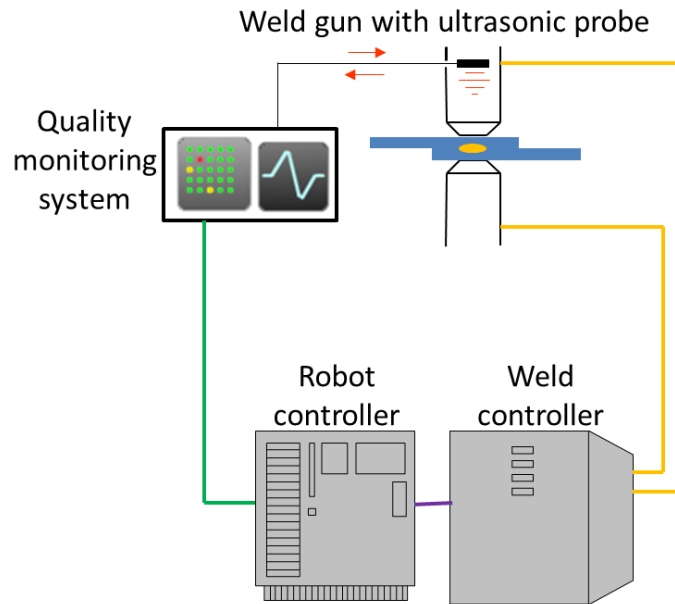 Weld gun with ultrasonic probe
Quality
monitoring
system
Robot
controller
Weld
controller